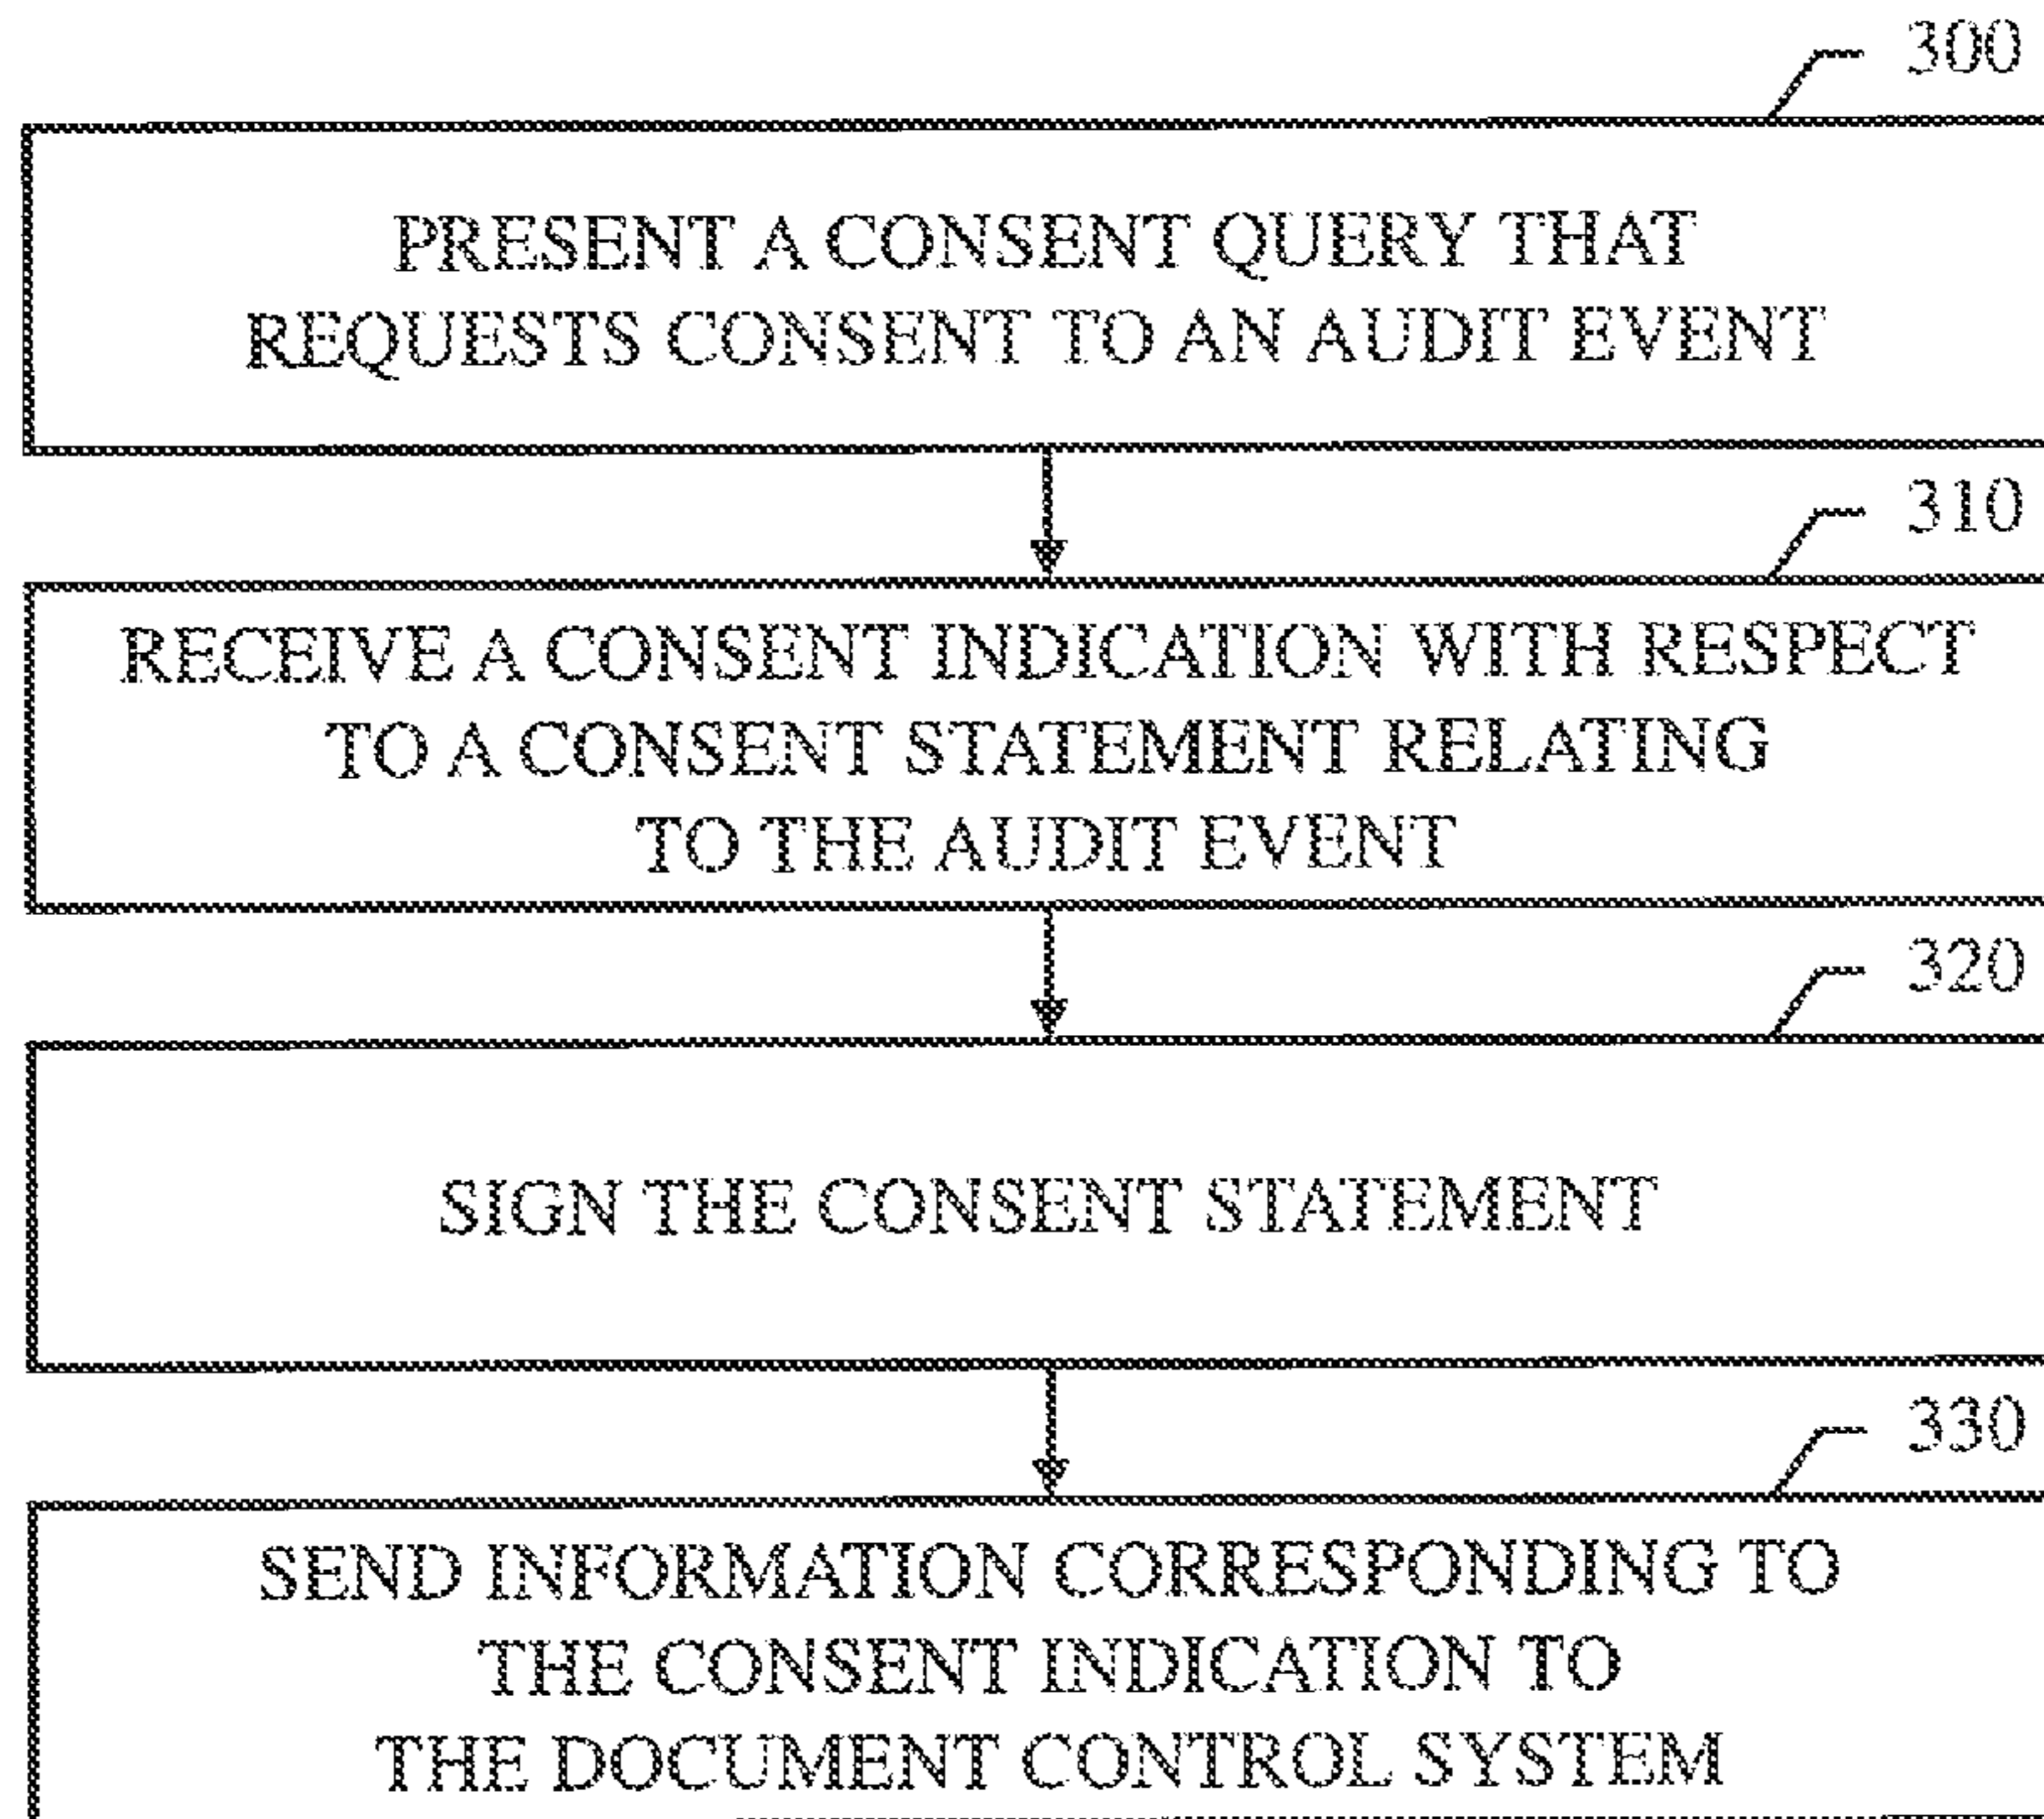 300
PRESENT A CONSENT QUERY THAT
REQUESTS CONSENT TO AN AUDIT EVENT
310
RECEIVE A CONSENT INDICATION WITH RESPECT
TO A CONSENT STATEMENT RELATING
TO THE AUDIT EVENT
320
SIGN THE CONSENT STATEMENT
330
SEND INFORMATION CORRESPONDING TO
THE CONSENT INDICATION TO
THE DOCUMENT CONTROL SYSTEM